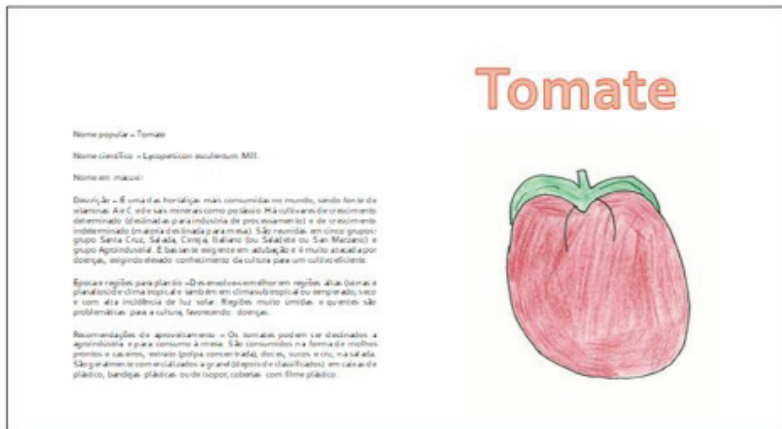 Tomate
Nome popular – Tomate
Nome científico – Lycopersicon esculentum Mill.
Nome em macuxi:
Descrição – É uma das hortaliças mais consumidas no mundo, sendo fonte de
vitaminas A e C, e de sais minerais como potássio. Há cultivares de crescimento
determinado (destinadas para indústria de processamento) e de crescimento
indeterminado (maioria destinada para mesa). São reunidas em cinco grupos:
grupo Santa Cruz, Salada, Cereja, Italiano (ou Saladete ou San Marzano) e
grupo Agroindustrial. É bastante exigente em adubação e é muito atacada por
doenças, exigindo elevado conhecimento da cultura para um cultivo eficiente.
Época e regiões para plantio – Desenvolve-se melhor em regiões altas (serras e
planaltos) de clima tropical e também em clima subtropical ou temperado, seco
e com alta incidência de luz solar. Regiões muito úmidas e quentes são
problemáticas para a cultura, favorecendo doenças.
Recomendações de aproveitamento – Os tomates podem ser destinados a
agroindústria e para consumo à mesa. São consumidos na forma de molhos
prontos e caseiros, extrato (polpa concentrada), doces, sucos e cru, na salada.
São geralmente comercializados a granel (depois de classificados) em caixas de
plástico, bandejas plásticas ou de isopor, cobertas com filme plástico.